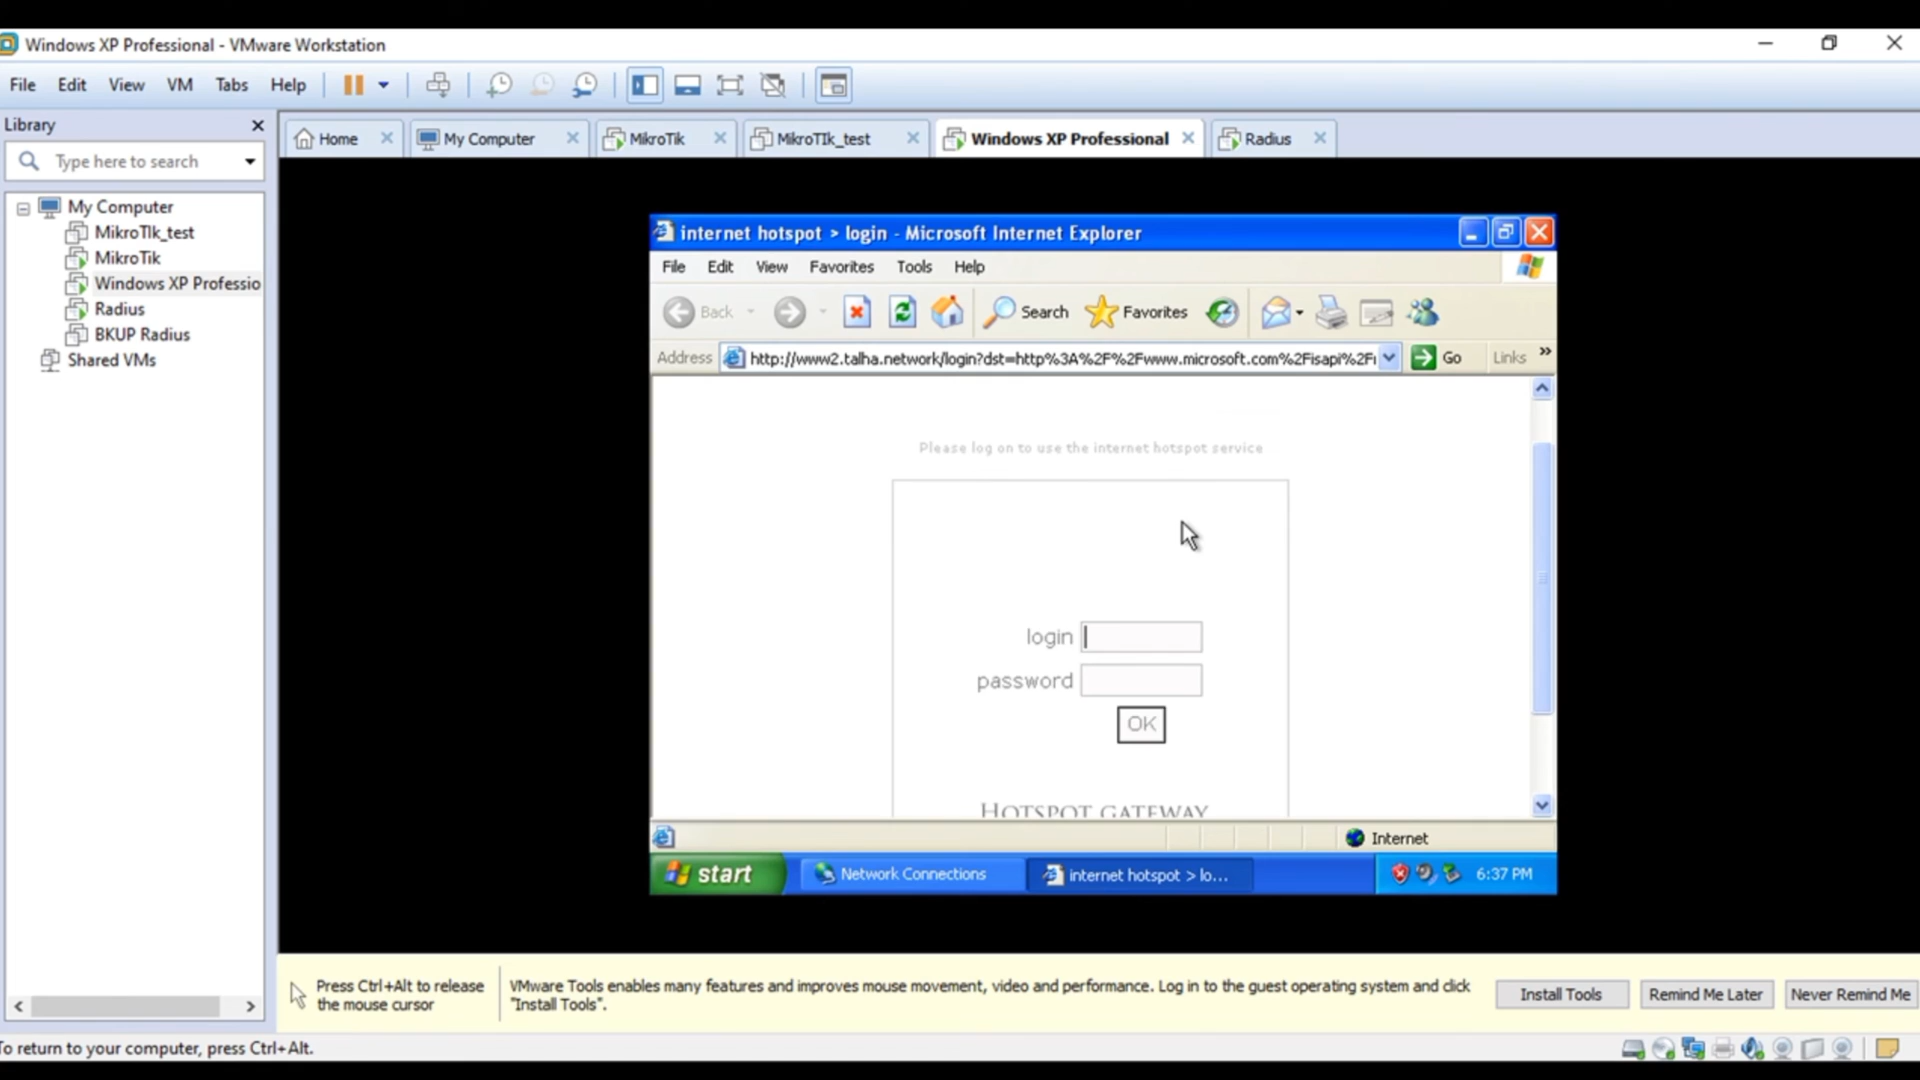 Windows XP Professional - VMware Workstation
File Edit View VM Tabs Help
Library
Type here to search
Home My Computer MikroTik MikroTIk_test Windows XP Professional Radius
My Computer
MikroTIk_test
MikroTik
Windows XP Professio
Radius
BKUP Radius
Shared VMs
internet hotspot > login - Microsoft Internet Explorer
File Edit View Favorites Tools Help
Back Search Favorites
Address http://www2.talha.network/login?dst=http%3A%2F%2Fwww.microsoft.com%2Fisapi%2Fr Go Links »
Please log on to use the internet hotspot service
login
password
OK
HOTSPOT GATEWAY
Internet
start Network Connections internet hotspot > lo... 6:37 PM
Press Ctrl+Alt to release
the mouse cursor
VMware Tools enables many features and improves mouse movement, video and performance. Log in to the guest operating system and click
"Install Tools".
Install Tools Remind Me Later Never Remind Me
To return to your computer, press Ctrl+Alt.